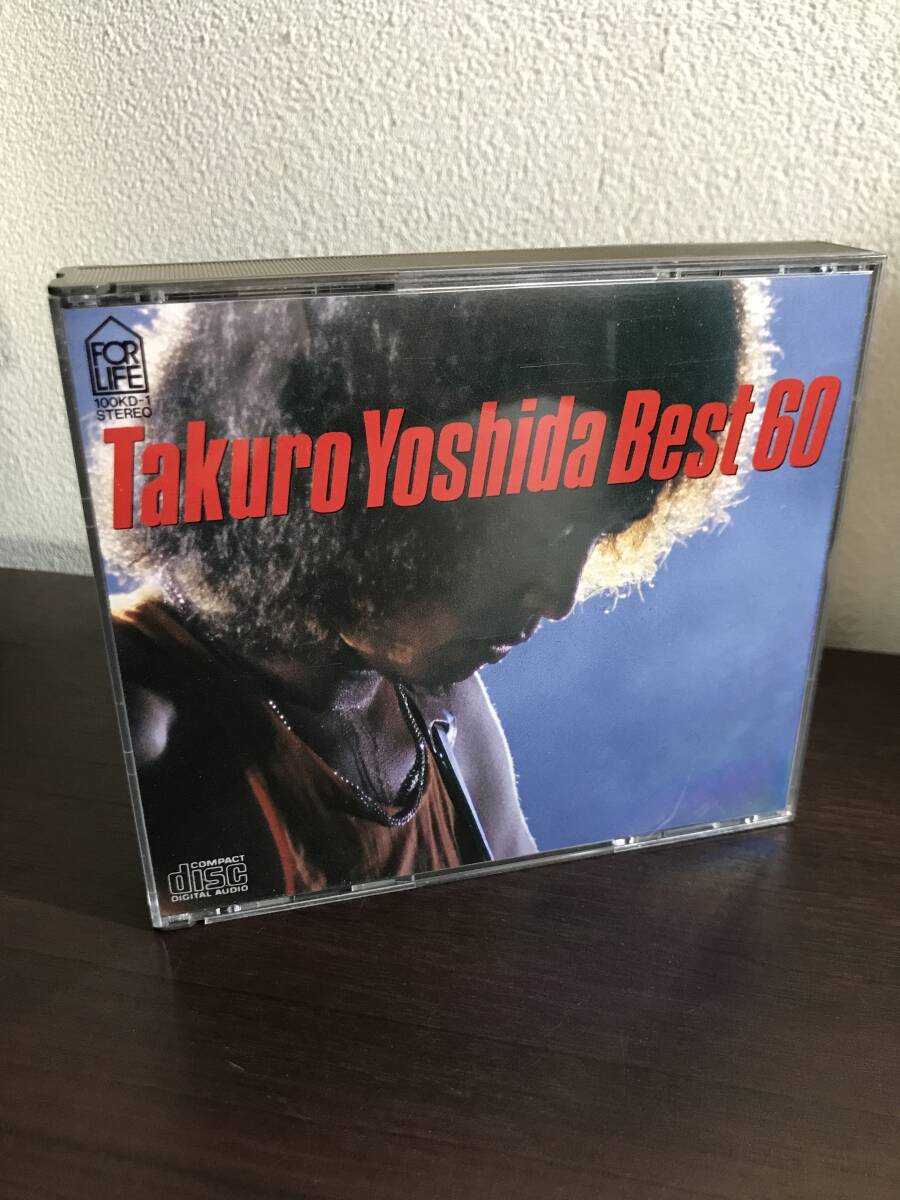 FOR
LIFE
100KD-1
STEREO
Takuro Yoshida Best 60
COMPACT
disc
DIGITAL AUDIO